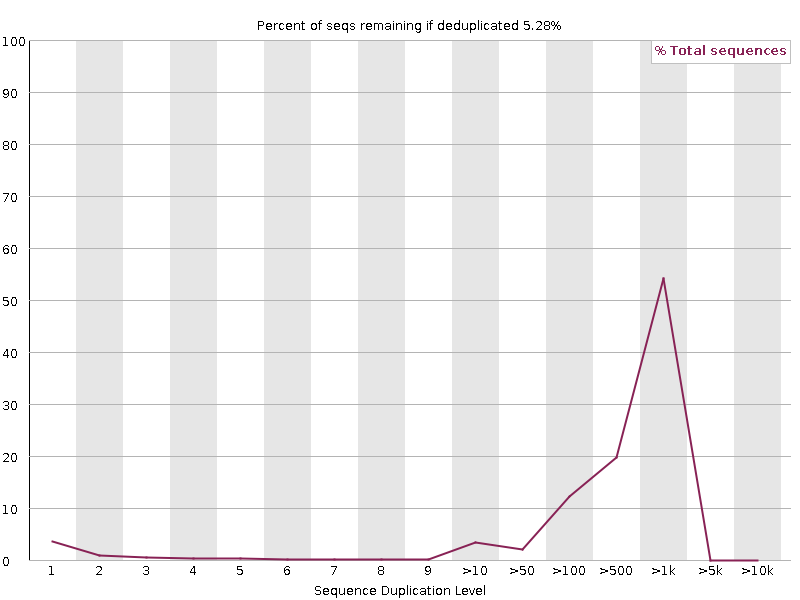 Percent of seqs remaining if deduplicated 5.28%
% Total sequences
100
90
80
70
60
50
40
30
20
10
0
1 2 3 4 5 6 7 8 9 >10 >50 >100 >500 >1k >5k >10k
Sequence Duplication Level